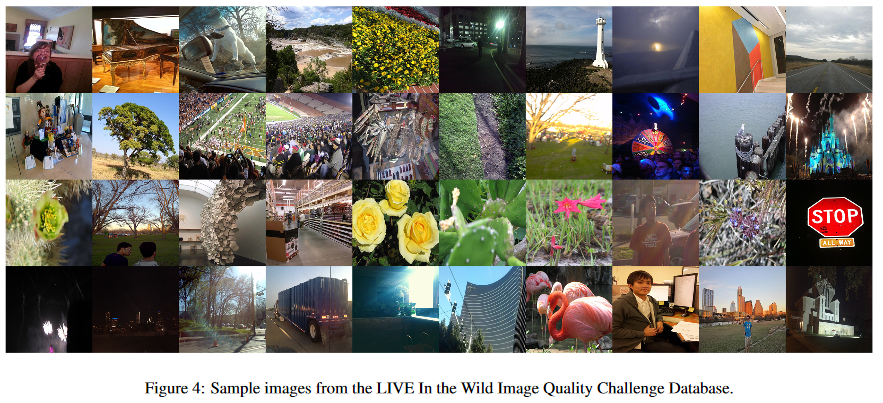 STOP
ALL WAY
Figure 4: Sample images from the LIVE In the Wild Image Quality Challenge Database.